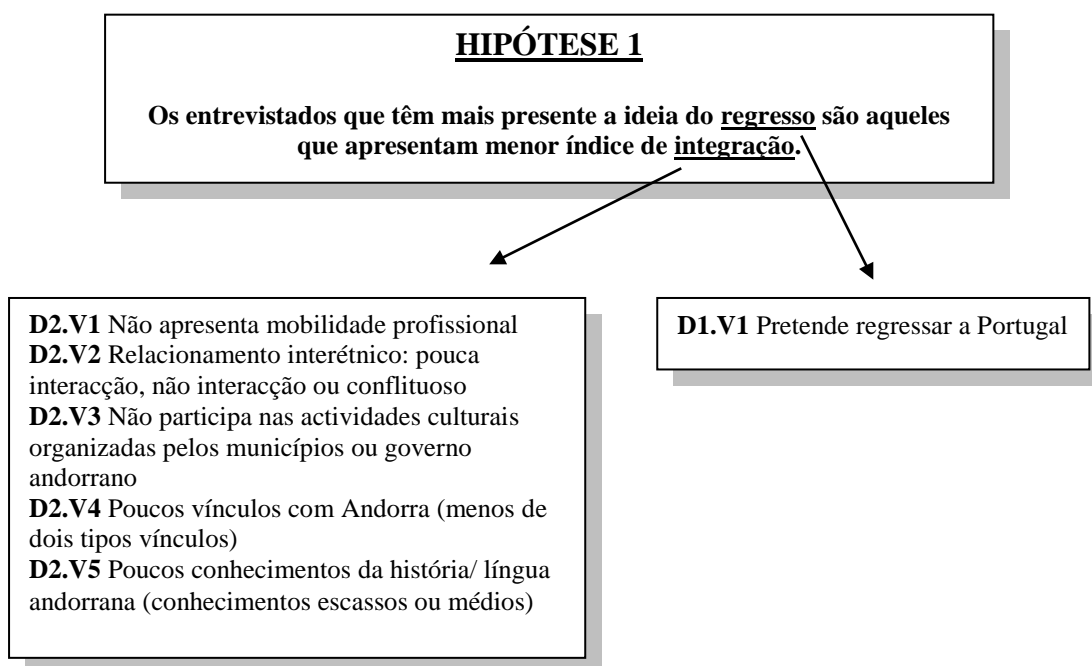 HIPÓTESE 1
Os entrevistados que têm mais presente a ideia do regresso são aqueles
que apresentam menor índice de integração.
D2.V1 Não apresenta mobilidade profissional
D2.V2 Relacionamento interétnico: pouca
interacção, não interacção ou conflituoso
D2.V3 Não participa nas actividades culturais
organizadas pelos municípios ou governo
andorrano
D2.V4 Poucos vínculos com Andorra (menos de
dois tipos vínculos)
D2.V5 Poucos conhecimentos da história/ língua
andorrana (conhecimentos escassos ou médios)
D1.V1 Pretende regressar a Portugal